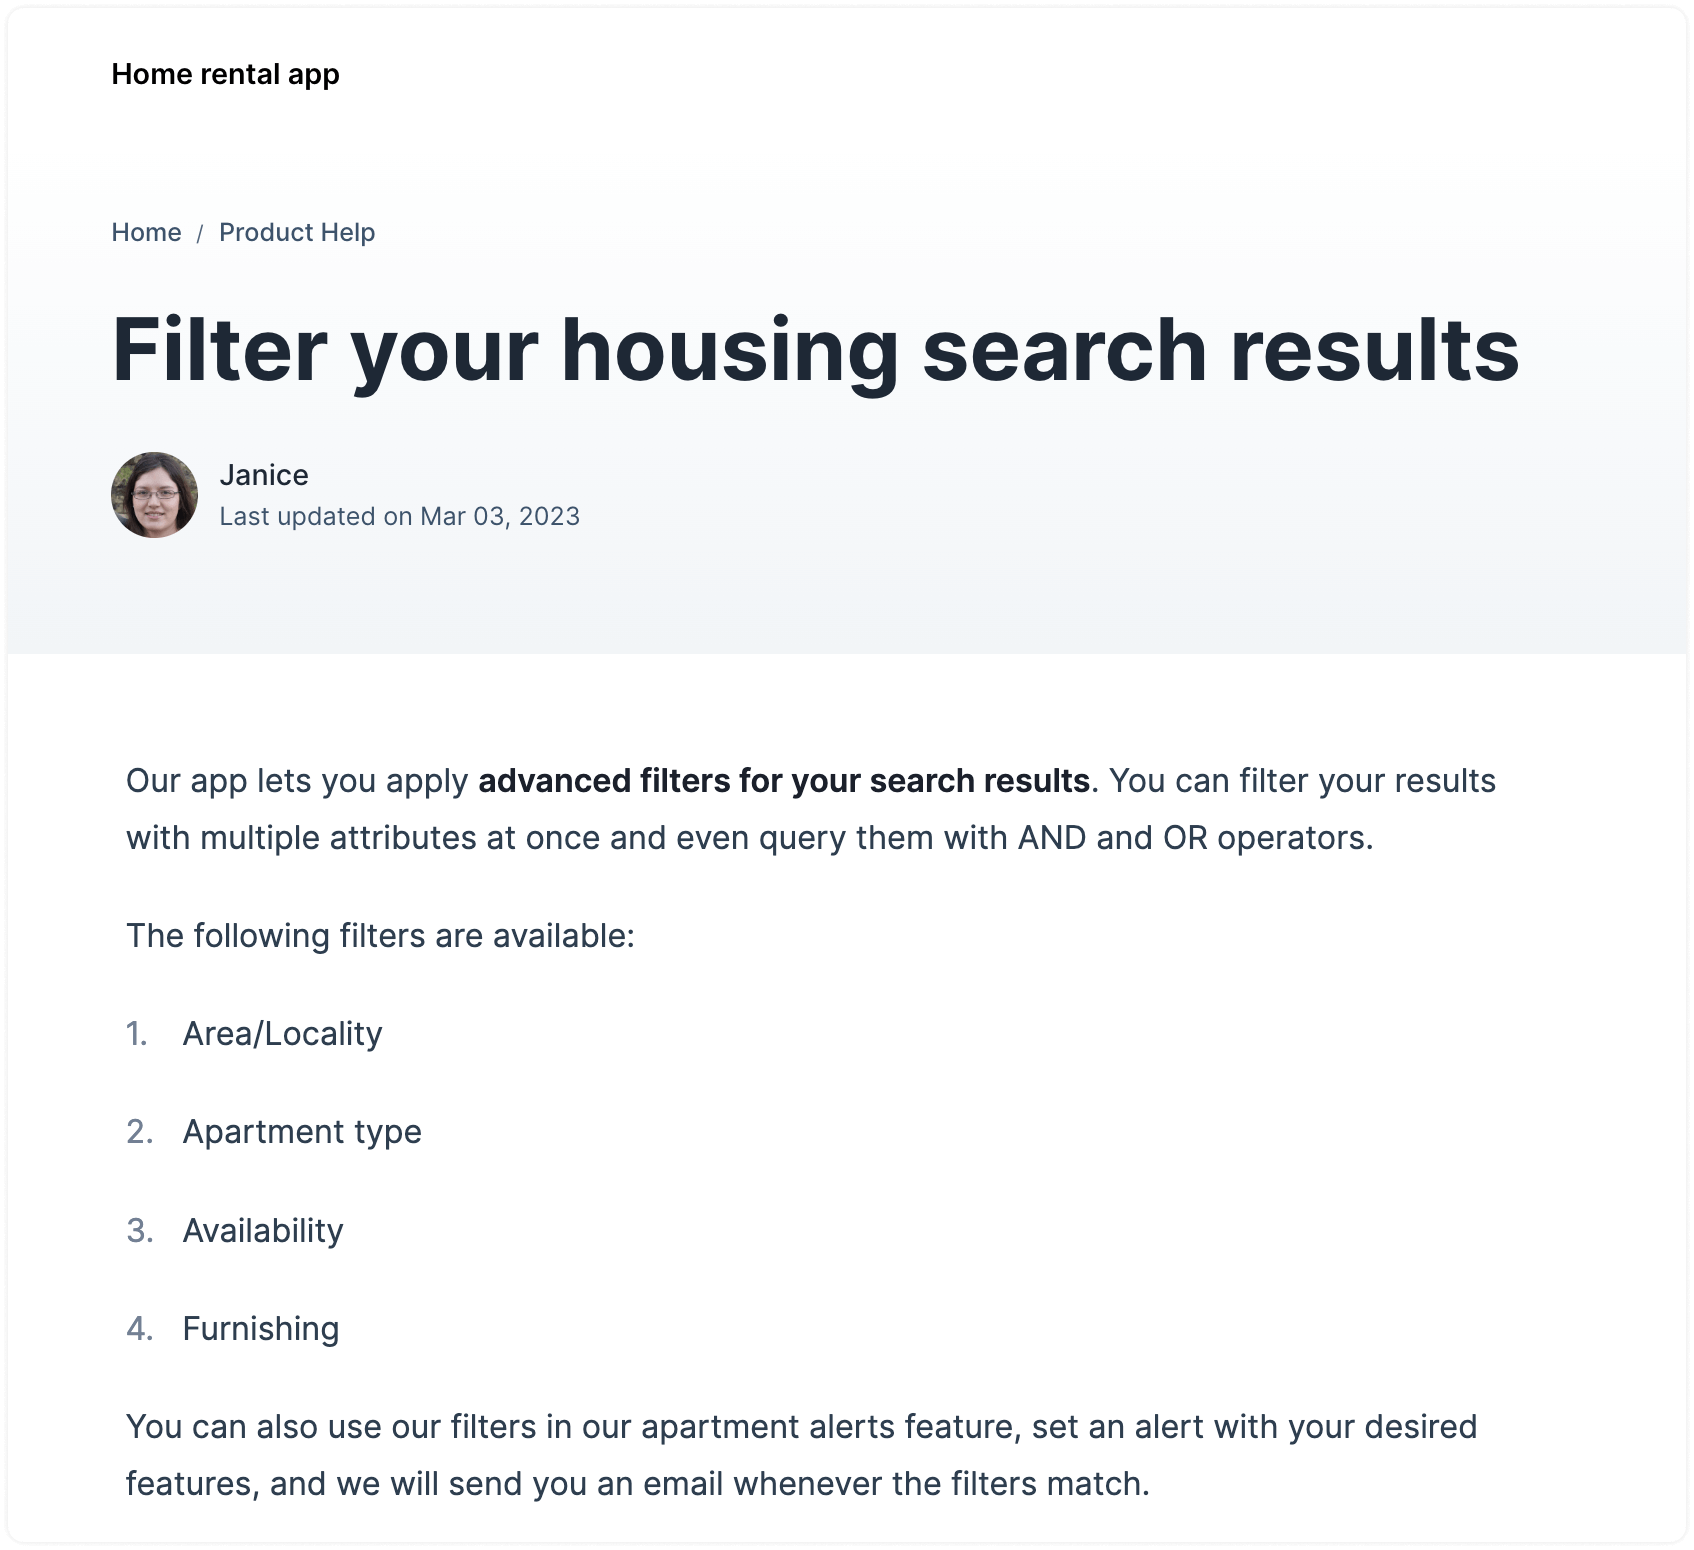 Home rental app
Home / Product Help
Filter your housing search results
Janice
Last updated on Mar 03, 2023
Our app lets you apply advanced filters for your search results. You can filter your results
with multiple attributes at once and even query them with AND and OR operators.
The following filters are available:
1. Area/Locality
2. Apartment type
3. Availability
4. Furnishing
You can also use our filters in our apartment alerts feature, set an alert with your desired
features, and we will send you an email whenever the filters match.